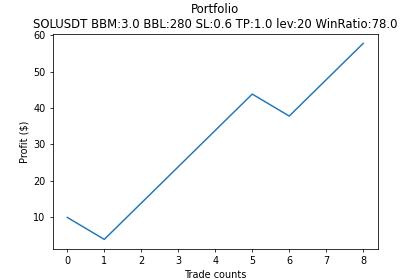 Portfolio
SOLUSDT BBM:3.0 BBL:280 SL:0.6 TP:1.0 lev:20 WinRatio:78.0
60
50
40
30
20
10
Profit ($)
0 1 2 3 4 5 6 7 8
Trade counts